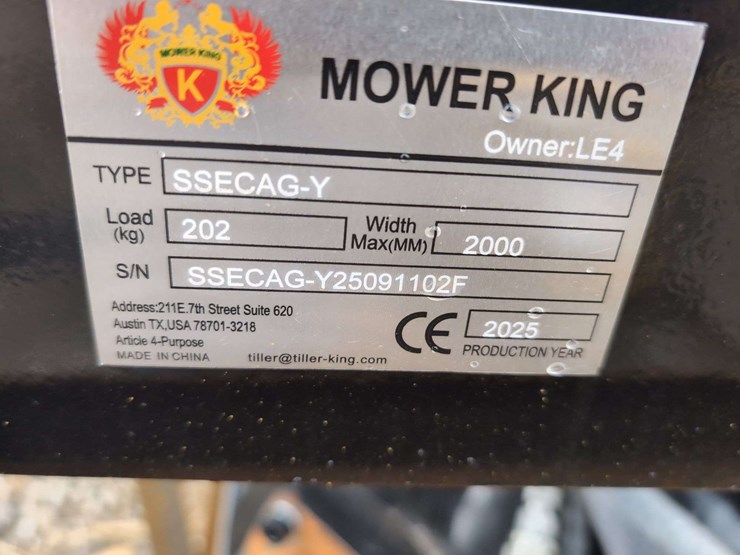 MOWER KING
K
MOWER KING
Owner:LE4
TYPE SSECAG-Y
Load (kg) 202
Width Max(MM) 2000
S/N SSECAG-Y25091102F
Address:211E.7th Street Suite 620
Austin TX,USA 78701-3218
Article 4-Purpose
MADE IN CHINA
tiller@tiller-king.com
CE
2025
PRODUCTION YEAR